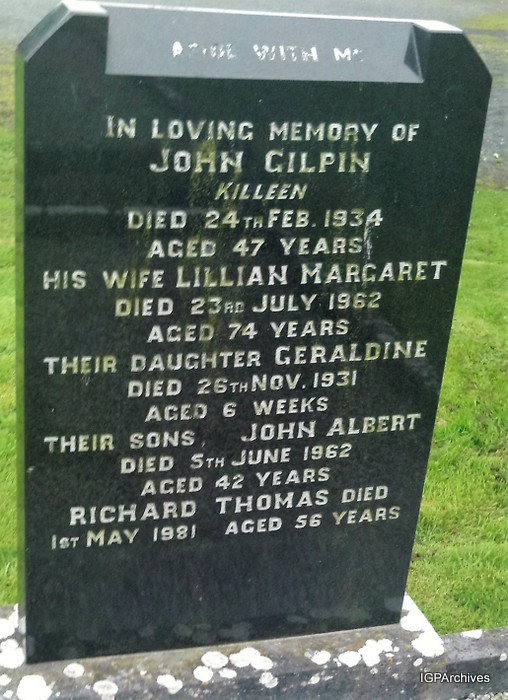 ABIDE WITH ME
IN LOVING MEMORY OF
JOHN GILPIN
KILLEEN
DIED 24TH FEB. 1934
AGED 47 YEARS
HIS WIFE LILLIAN MARGARET
DIED 23RD JULY 1962
AGED 74 YEARS
THEIR DAUGHTER GERALDINE
DIED 26TH NOV. 1931
AGED 6 WEEKS
THEIR SONS, JOHN ALBERT
DIED 5TH JUNE 1962
AGED 42 YEARS
RICHARD THOMAS DIED
1ST MAY 1981 AGED 56 YEARS
IGPArchives